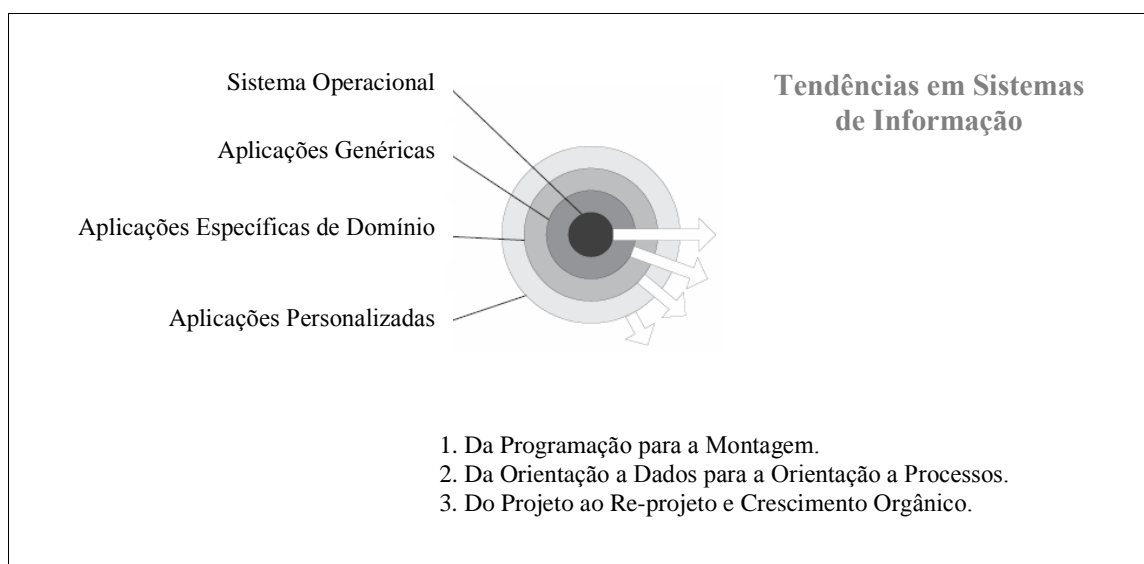 Sistema Operacional
Aplicações Genéricas
Aplicações Específicas de Domínio
Aplicações Personalizadas
Tendências em Sistemas
de Informação
1. Da Programação para a Montagem.
2. Da Orientação a Dados para a Orientação a Processos.
3. Do Projeto ao Re-projeto e Crescimento Orgânico.